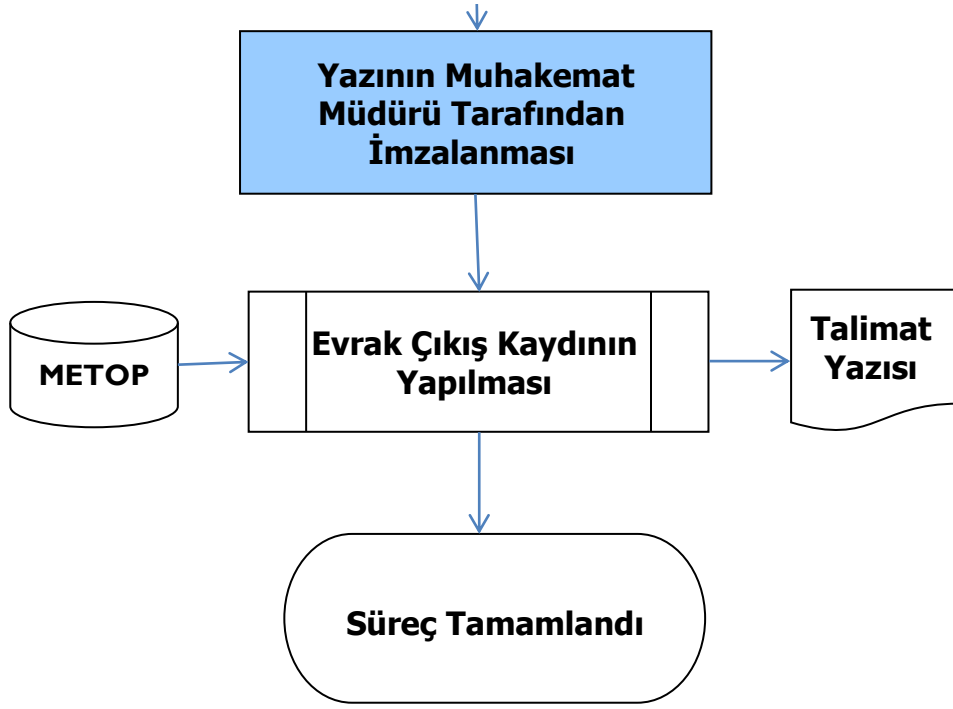 Yazının Muhakemat
Müdürü Tarafından
İmzalanması
METOP
Evrak Çıkış Kaydının
Yapılması
Talimat
Yazısı
Süreç Tamamlandı